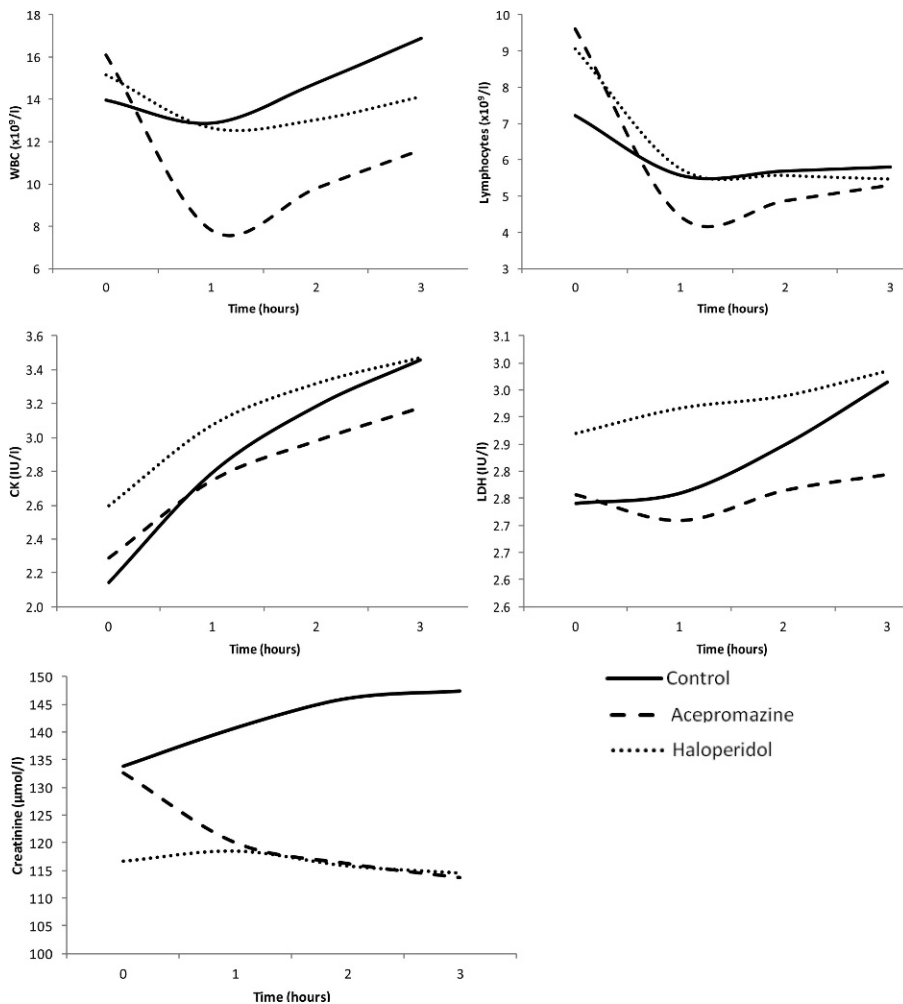 18
16
14
12
10
8
6
WBC (x10⁹/l)
0 1 2 3
Time (hours)
10
9
8
7
6
5
4
3
Lymphocytes (x10⁹/l)
0 1 2 3
Time (hours)
3.6
3.4
3.2
3.0
2.8
2.6
2.4
2.2
2.0
CK (IU/l)
0 1 2 3
Time (hours)
3.1
3.0
3.0
2.9
2.9
2.8
2.8
2.7
2.7
2.6
2.6
LDH (IU/l)
0 1 2 3
Time (hours)
150
145
140
135
130
125
120
115
110
105
100
Creatinine (µmol/l)
0 1 2 3
Time (hours)
Control
Acepromazine
Haloperidol